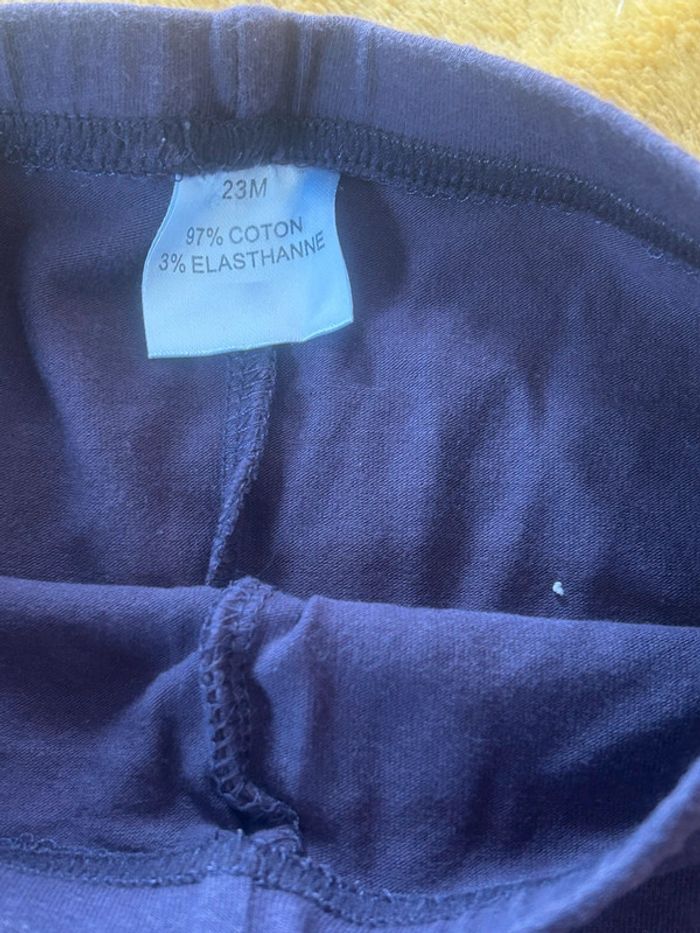 23M
97% COTON
3% ELASTHANNE